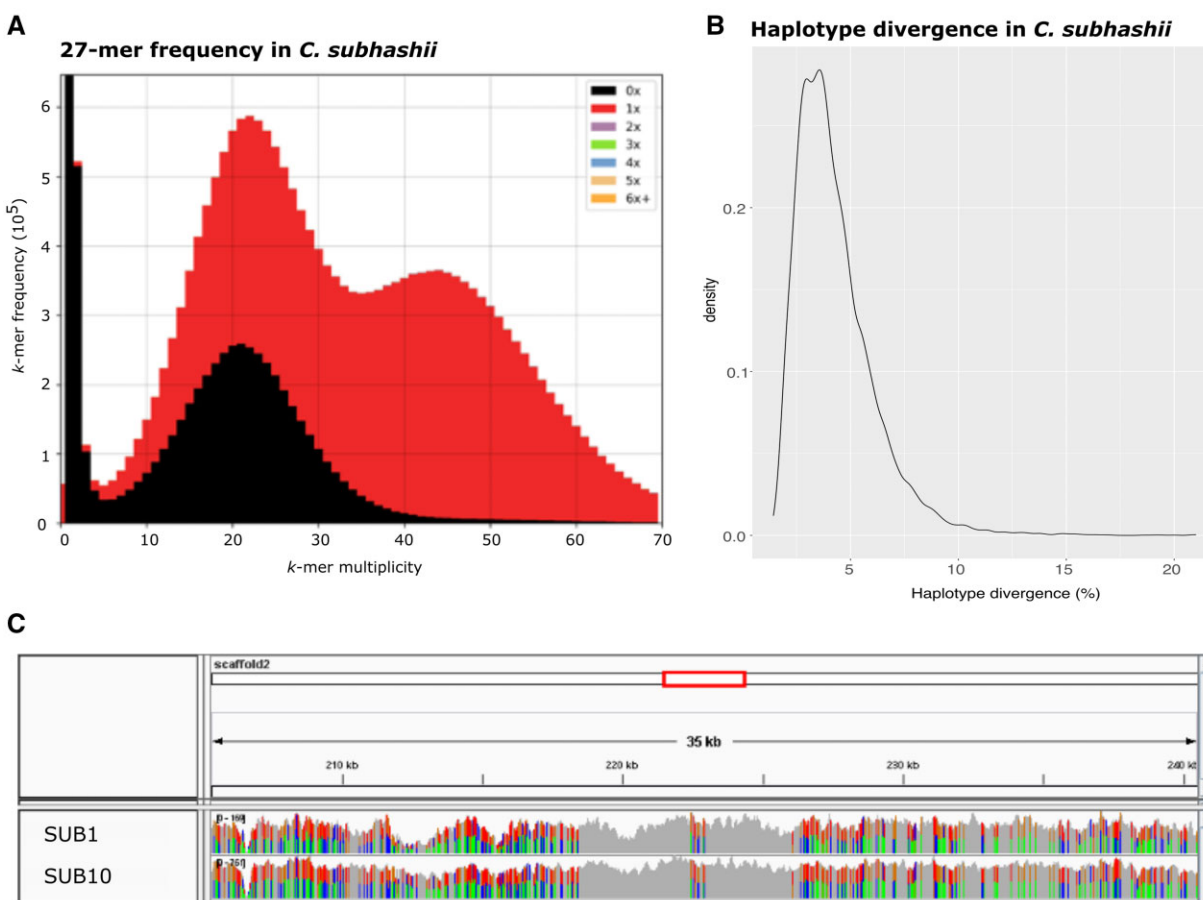 A
27-mer frequency in C. subhashii
k-mer frequency (10⁵)
6
5
4
3
2
1
0
0x
1x
2x
3x
4x
5x
6x+
0 10 20 30 40 50 60 70
k-mer multiplicity
B
Haplotype divergence in C. subhashii
density
0.2
0.1
0.0
5 10 15 20
Haplotype divergence (%)
C
scaffold2
35 kb
210 kb 220 kb 230 kb
SUB1
SUB10